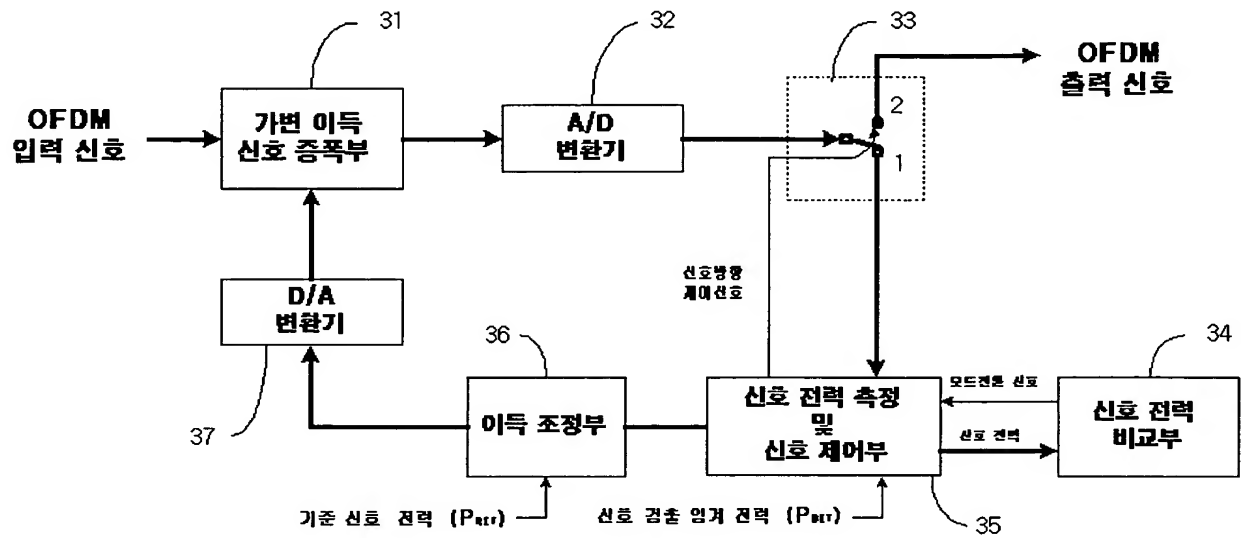 31
32
33
OFDM
출력 신호
OFDM
입력 신호
가변 이득
신호 증폭부
A/D
변환기
2
1
신호방향
제어신호
D/A
변환기
36
34
37
이득 조정부
신호 전력 측정
및
신호 제어부
모드전환 신호
신호 전력
신호 전력
비교부
기준 신호 전력 (PREF)
신호 검출 임계 전력 (PDET)
35